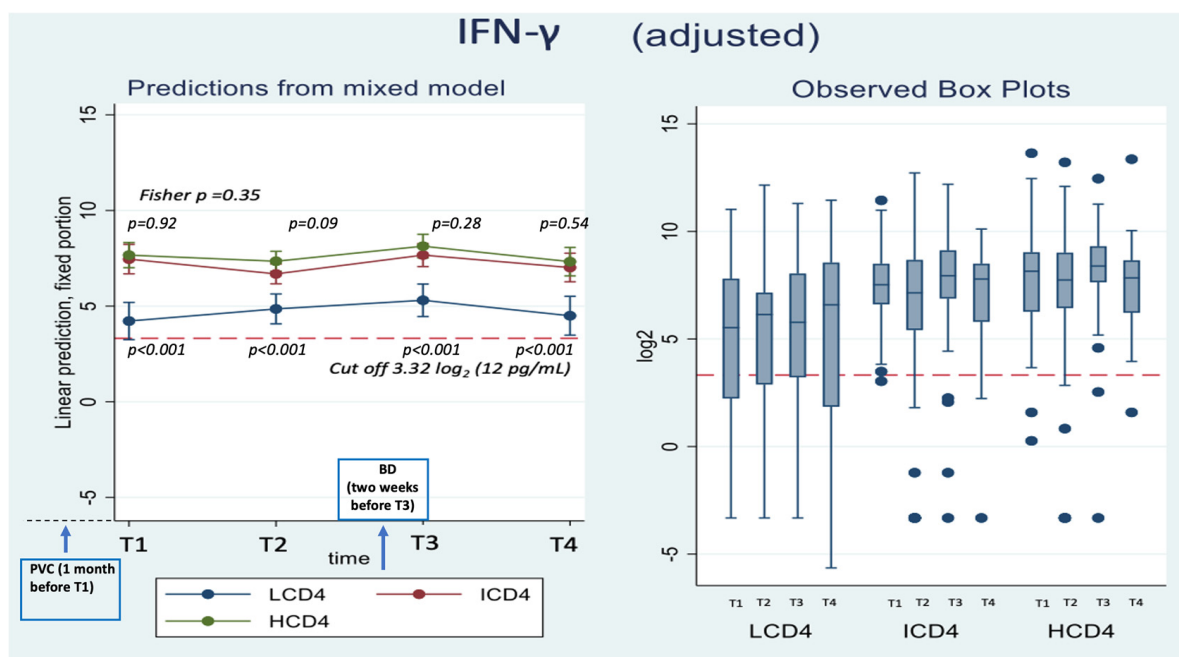 IFN-γ (adjusted)
Predictions from mixed model
Linear prediction, fixed portion
15
10
5
0
-5
Fisher p =0.35
p=0.92 p=0.09 p=0.28 p=0.54
p<0.001 p<0.001 p<0.001 p<0.001
Cut off 3.32 log₂ (12 pg/mL)
BD
(two weeks
before T3)
T1 T2 T3 T4
time
PVC (1 month
before T1)
LCD4 ICD4
HCD4
Observed Box Plots
log2
15
10
5
0
-5
T1 T2 T3 T4 T1 T2 T3 T4 T1 T2 T3 T4
LCD4 ICD4 HCD4